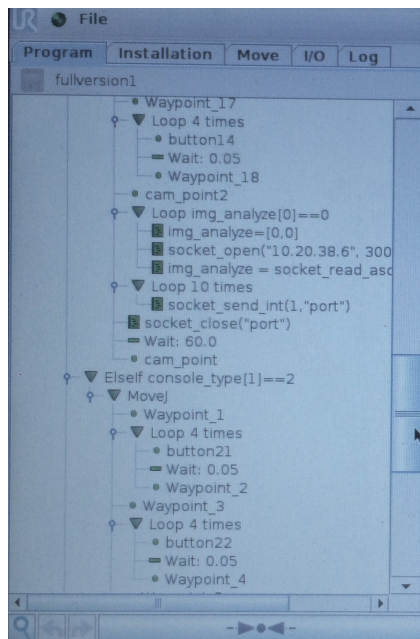 UR File
Program Installation Move I/O Log
fullversion1
Waypoint_17
Loop 4 times
button14
Wait: 0.05
Waypoint_18
cam_point2
Loop img_analyze[0]==0
img_analyze=[0,0]
socket_open("10.20.38.6", 300
img_analyze = socket_read_asc
Loop 10 times
socket_send_int(1,"port")
socket_close("port")
Wait: 60.0
cam_point
ElseIf console_type[1]==2
MoveJ
Waypoint_1
Loop 4 times
button21
Wait: 0.05
Waypoint_2
Waypoint_3
Loop 4 times
button22
Wait: 0.05
Waypoint_4